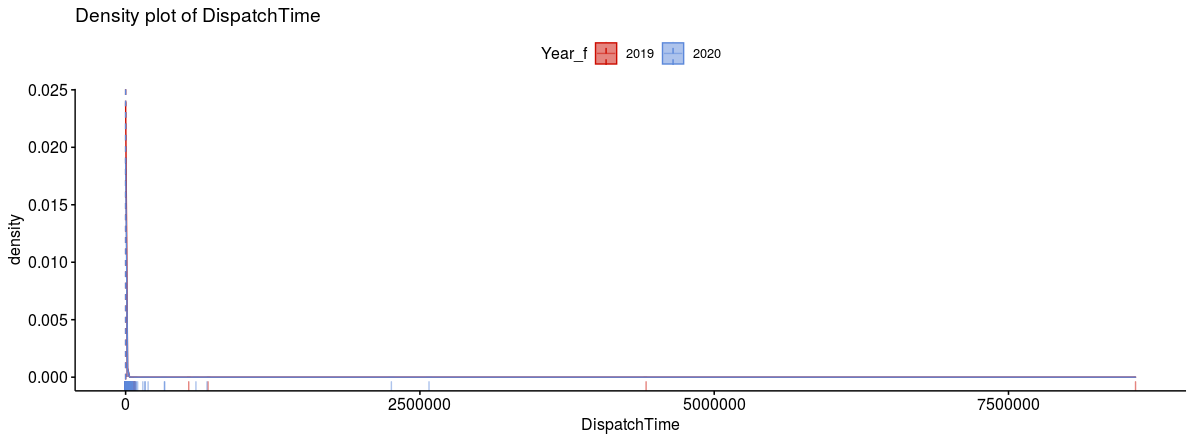 Density plot of DispatchTime
Year_f 2019 2020
0.025
0.020
0.015
0.010
0.005
0.000
density
0 2500000 5000000 7500000
DispatchTime